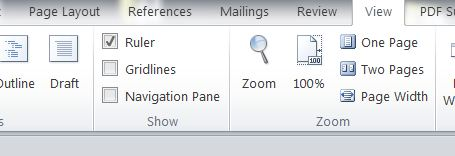 Page Layout References Mailings Review View PDF
Ruler One Page
Gridlines Two Pages
Outline Draft Navigation Pane Zoom 100% Page Width
Show Zoom